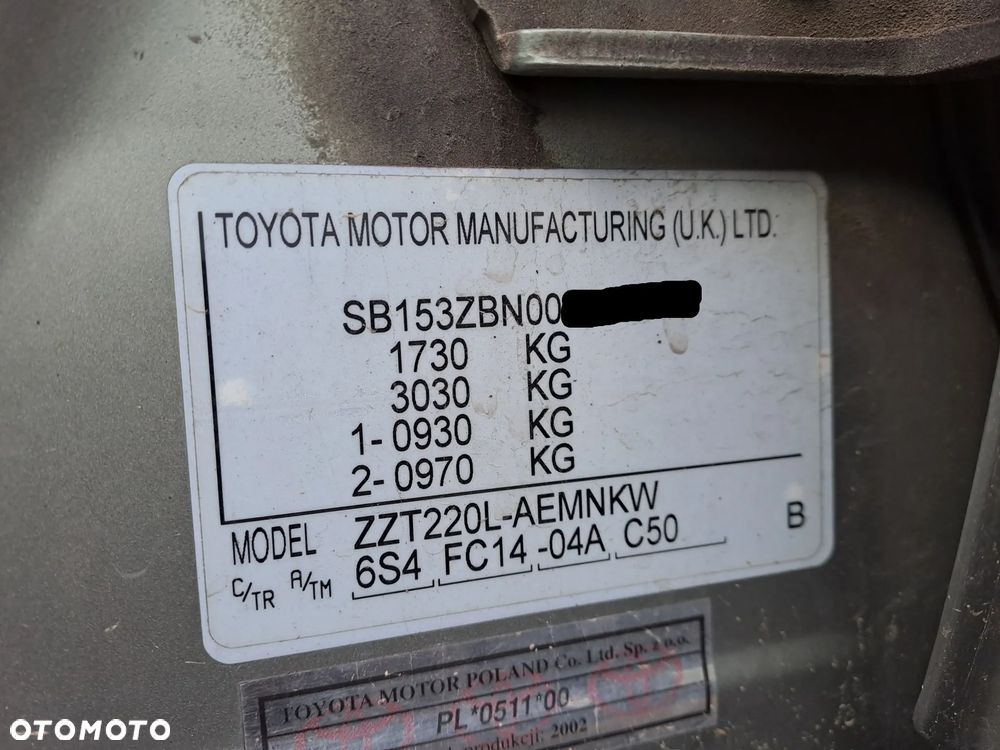 TOYOTA MOTOR MANUFACTURING (U.K.) LTD.
SB153ZBN00
1730 KG
3030 KG
1- 0930 KG
2- 0970 KG
MODEL ZZT220L-AEMNKW B
C/TR A/TM 6S4 FC14 -04A C50
TOYOTA MOTOR POLAND Co. Ltd. Sp. z o.o.
PL*0511*00
produkcji: 2002
OTOMOTO